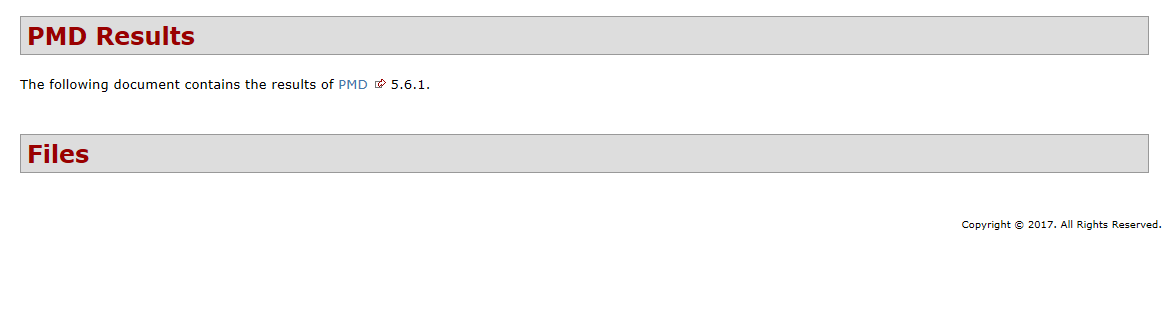 PMD Results
The following document contains the results of PMD 5.6.1.
Files
Copyright © 2017. All Rights Reserved.